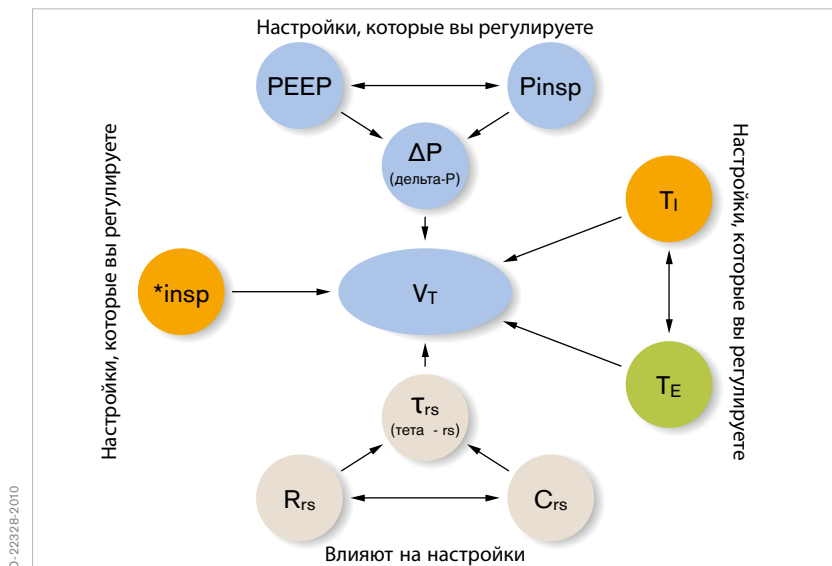 Настройки, которые вы регулируете
PEEP
Pinsp
ΔP
(дельта-P)
Настройки, которые вы регулируете
*insp
VT
TI
TE
Настройки, которые вы регулируете
τrs
(тета - rs)
Rrs
Crs
Влияют на настройки
D-22328-2010